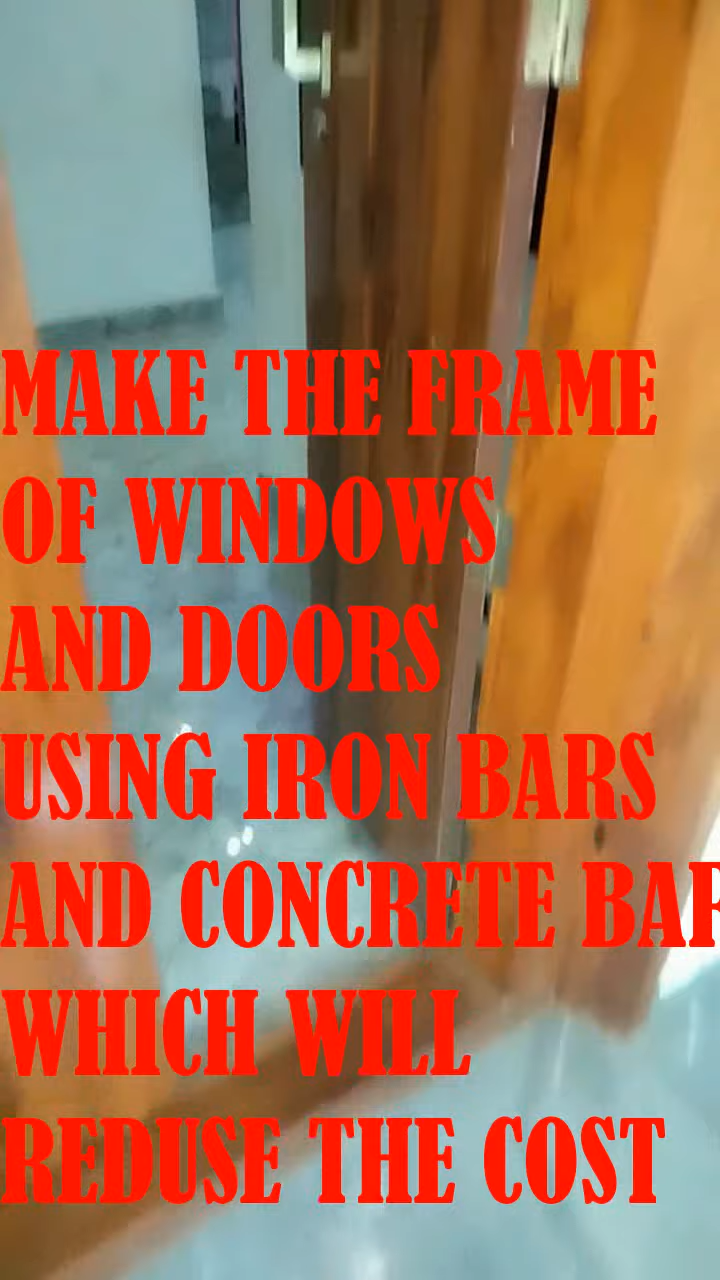 MAKE THE FRAME
OF WINDOWS
AND DOORS
USING IRON BARS
AND CONCRETE
WHICH WILL
REDUSE THE COST